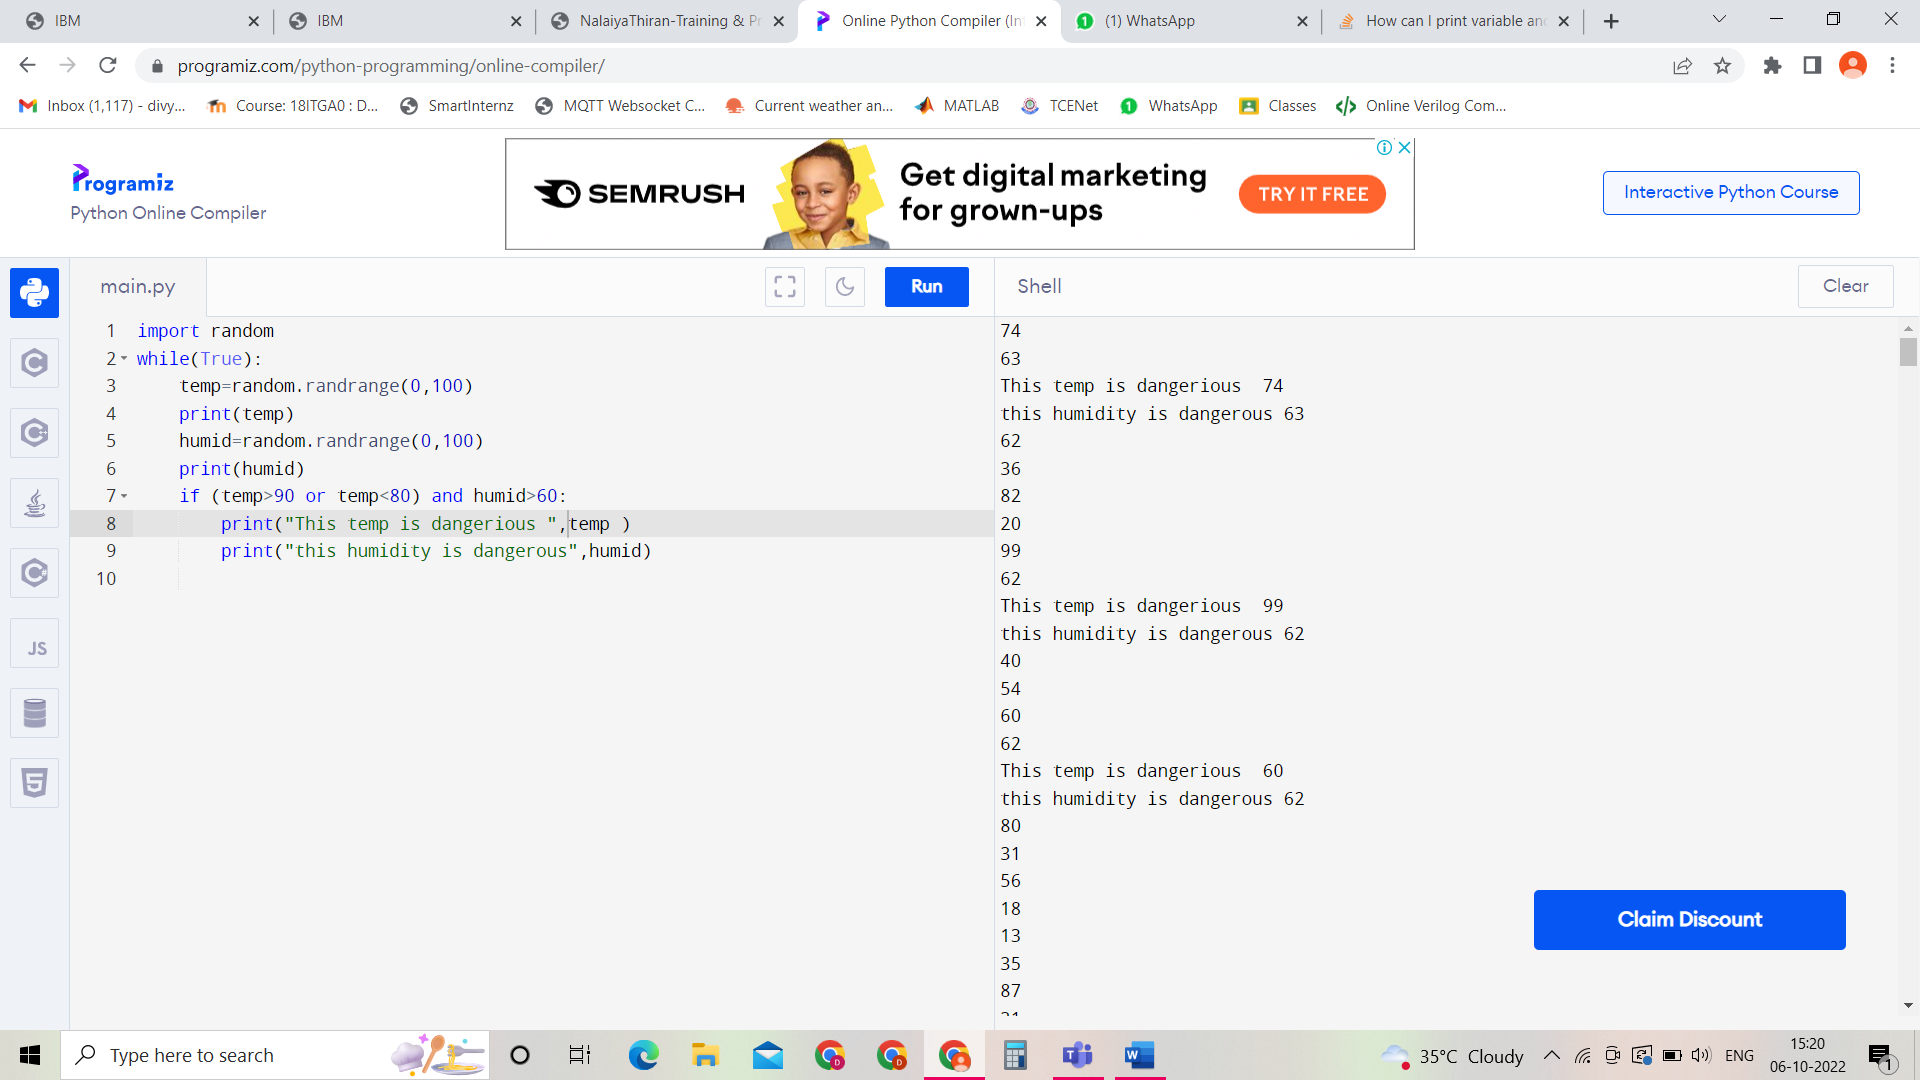 IBM
IBM
NalaiyaThiran-Training & Pr
Online Python Compiler (In
(1) WhatsApp
How can I print variable and
programiz.com/python-programming/online-compiler/
Inbox (1,117) - divy...
Course: 18ITGA0 : D...
SmartInternz
MQTT Websocket C...
Current weather an...
MATLAB
TCENet
WhatsApp
Classes
Online Verilog Com...
Programiz
Python Online Compiler
SEMRUSH
Get digital marketing
for grown-ups
TRY IT FREE
Interactive Python Course
main.py
Run
1 import random
2 while(True):
3 temp=random.randrange(0,100)
4 print(temp)
5 humid=random.randrange(0,100)
6 print(humid)
7 if (temp>90 or temp<80) and humid>60:
8 print("This temp is dangerious ",temp )
9 print("this humidity is dangerous",humid)
10
JS
Shell
Clear
74
63
This temp is dangerious  74
this humidity is dangerous 63
62
36
82
20
99
62
This temp is dangerious  99
this humidity is dangerous 62
40
54
60
62
This temp is dangerious  60
this humidity is dangerous 62
80
31
56
18
13
35
87
Claim Discount
Type here to search
35°C Cloudy
ENG
15:20
06-10-2022
1